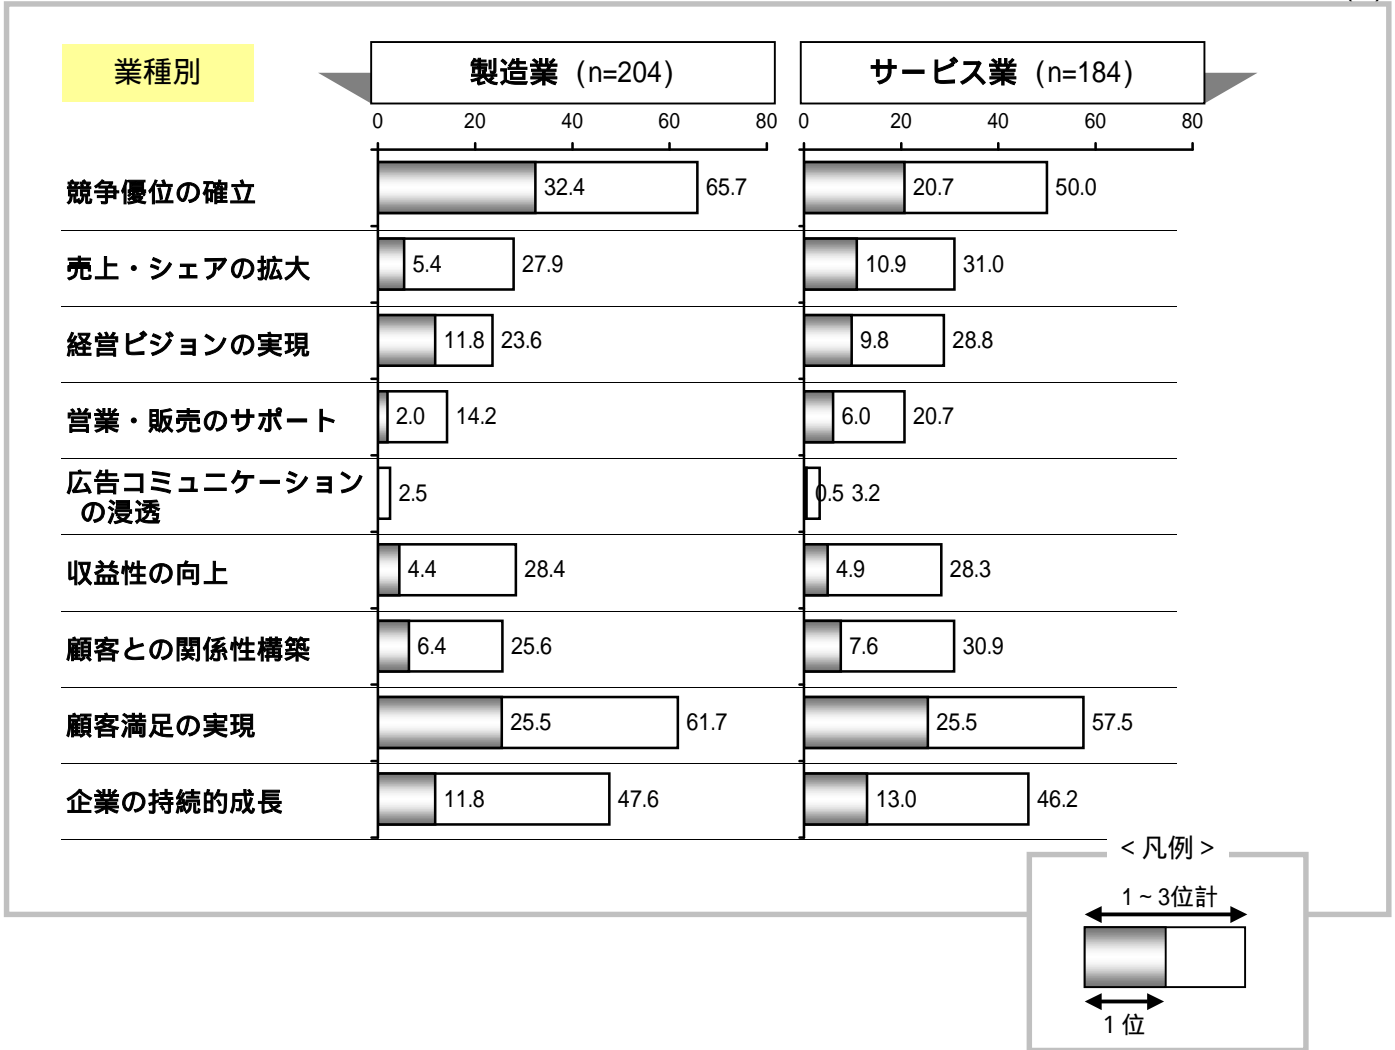 業種別
製造業 (n=204)
サービス業 (n=184)
0 20 40 60 80
0 20 40 60 80
競争優位の確立 32.4 65.7 20.7 50.0
売上・シェアの拡大 5.4 27.9 10.9 31.0
経営ビジョンの実現 11.8 23.6 9.8 28.8
営業・販売のサポート 2.0 14.2 6.0 20.7
広告コミュニケーション
の浸透 2.5 0.5 3.2
収益性の向上 4.4 28.4 4.9 28.3
顧客との関係性構築 6.4 25.6 7.6 30.9
顧客満足の実現 25.5 61.7 25.5 57.5
企業の持続的成長 11.8 47.6 13.0 46.2
<凡例>
1~3位計
1位